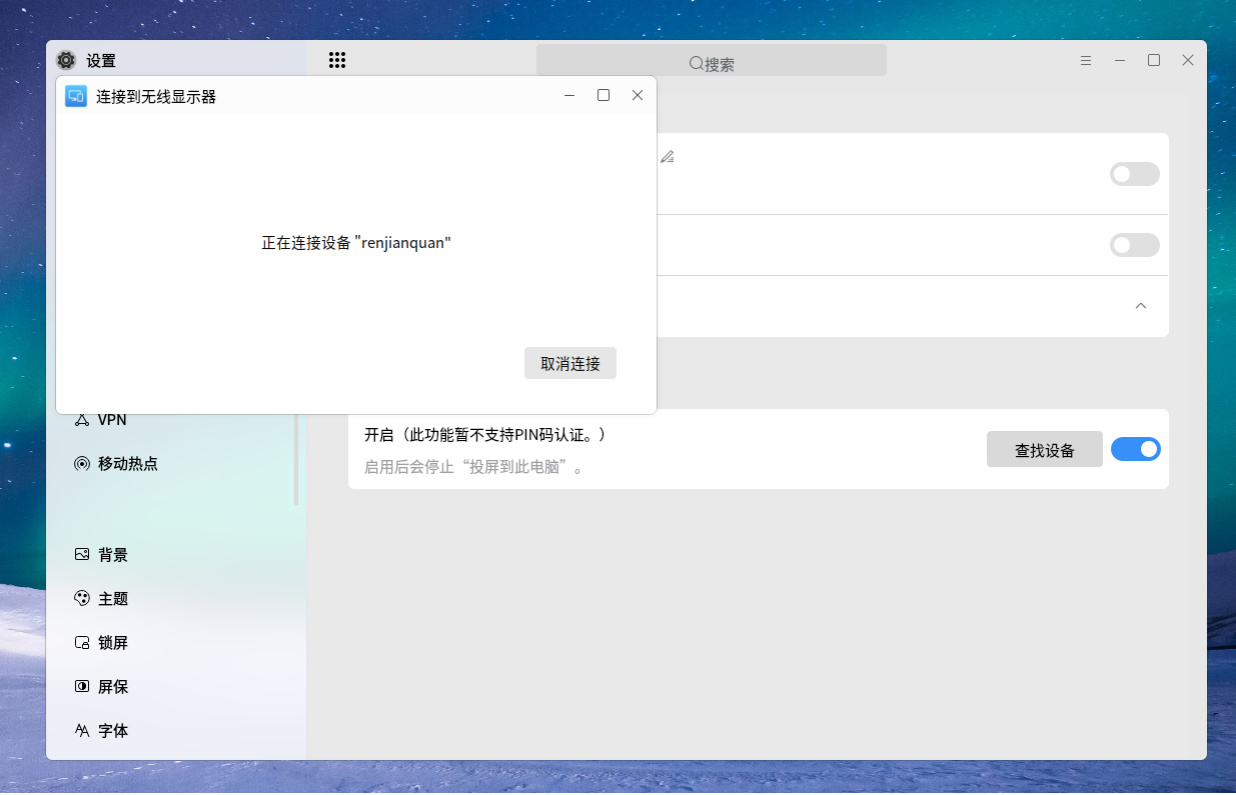 设置
搜索
连接到无线显示器
正在连接设备 "renjianquan"
取消连接
VPN
移动热点
背景
主题
锁屏
屏保
字体
开启（此功能暂不支持PIN码认证。）
启用后会停止“投屏到此电脑”。
查找设备